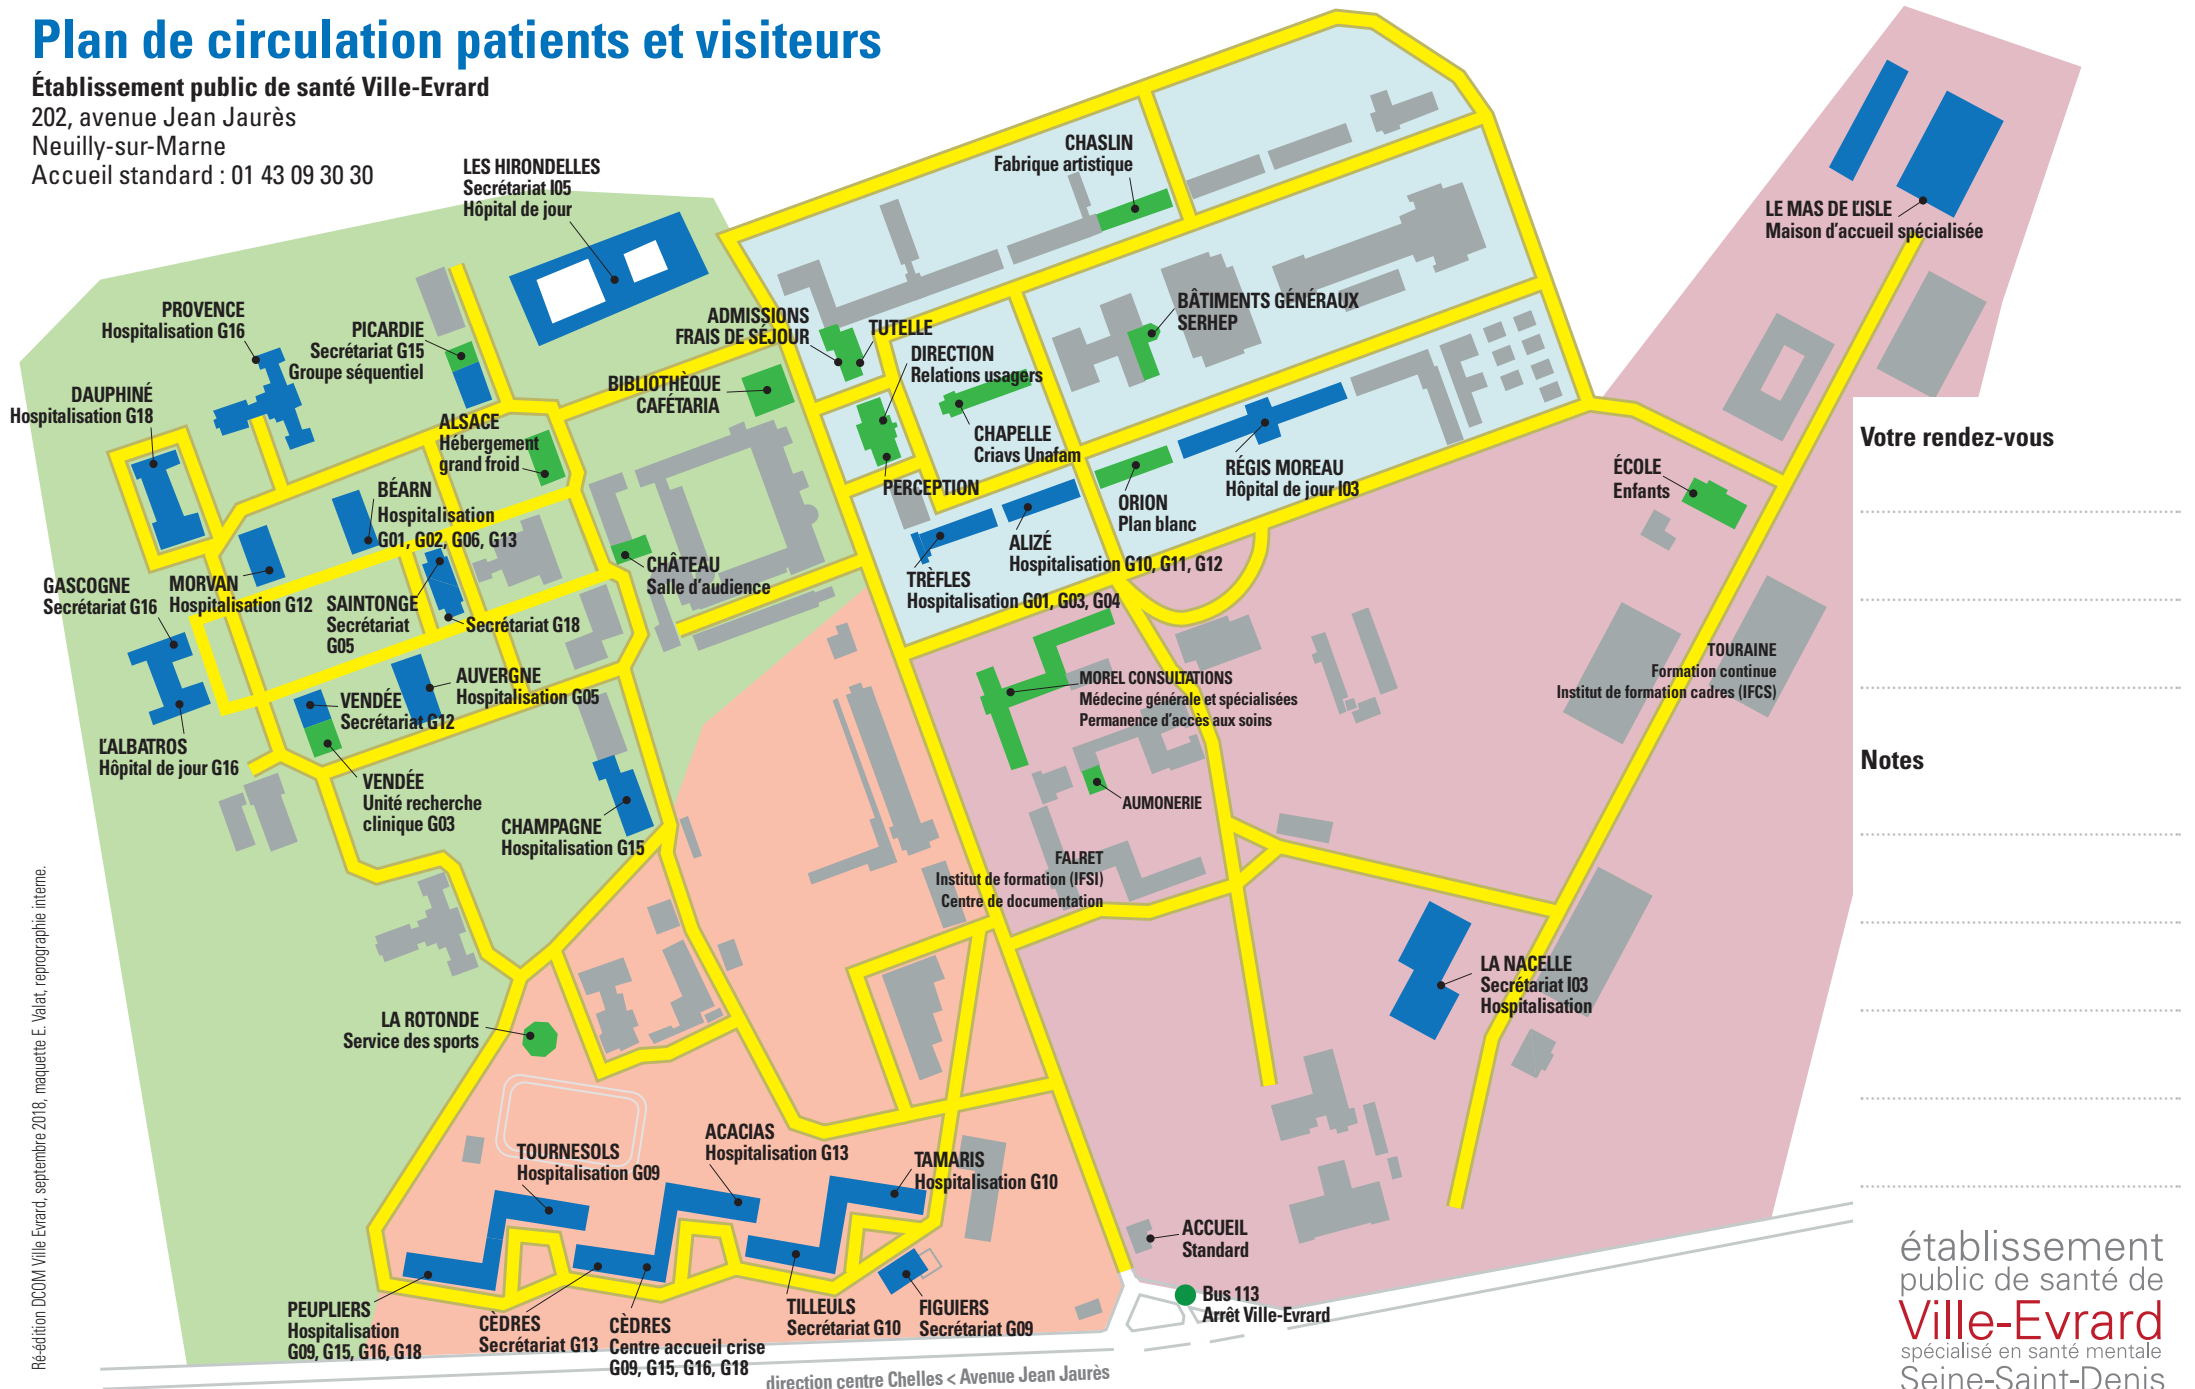 Plan de circulation patients et visiteurs
Établissement public de santé Ville-Evrard
202, avenue Jean Jaurès
Neuilly-sur-Marne
Accueil standard : 01 43 09 30 30
LES HIRONDELLES
Secrétariat I05
Hôpital de jour
CHASLIN
Fabrique artistique
LE MAS DE L'ISLE
Maison d'accueil spécialisée
PROVENCE
Hospitalisation G16
PICARDIE
Secrétariat G15
Groupe séquentiel
DAUPHINÉ
Hospitalisation G18
ADMISSIONS
FRAIS DE SÉJOUR
TUTELLE
DIRECTION
Relations usagers
BÂTIMENTS GÉNÉRAUX
SERHEP
BIBLIOTHÈQUE
CAFÉTARIA
ALSACE
Hébergement
grand froid
CHAPELLE
Criavs Unafam
PERCEPTION
RÉGIS MOREAU
Hôpital de jour I03
ORION
Plan blanc
ÉCOLE
Enfants
BÉARN
Hospitalisation
G01, G02, G06, G13
ALIZÉ
Hospitalisation G10, G11, G12
TRÈFLES
Hospitalisation G01, G03, G04
CHÂTEAU
Salle d'audience
GASCOGNE
Secrétariat G16
MORVAN
Hospitalisation G12
SAINTONGE
Secrétariat
G05
Secrétariat G18
AUVERGNE
Hospitalisation G05
VENDÉE
Secrétariat G12
L'ALBATROS
Hôpital de jour G16
VENDÉE
Unité recherche
clinique G03
CHAMPAGNE
Hospitalisation G15
MOREL CONSULTATIONS
Médecine générale et spécialisées
Permanence d'accès aux soins
TOURAINE
Formation continue
Institut de formation cadres (IFCS)
AUMONERIE
FALRET
Institut de formation (IFSI)
Centre de documentation
LA NACELLE
Secrétariat I03
Hospitalisation
LA ROTONDE
Service des sports
TOURNESOLS
Hospitalisation G09
ACACIAS
Hospitalisation G13
TAMARIS
Hospitalisation G10
ACCUEIL
Standard
Bus 113
Arrêt Ville-Evrard
PEUPLIERS
Hospitalisation
G09, G15, G16, G18
CÈDRES
Secrétariat G13
CÈDRES
Centre accueil crise
G09, G15, G16, G18
TILLEULS
Secrétariat G10
FIGUIERS
Secrétariat G09
direction centre Chelles < Avenue Jean Jaurès
Ré-édition DCOM Ville Evrard, septembre 2018, maquette E. Valat, reprographie interne.
Votre rendez-vous
Notes
établissement
public de santé de
Ville-Evrard
spécialisé en santé mentale
Seine-Saint-Denis